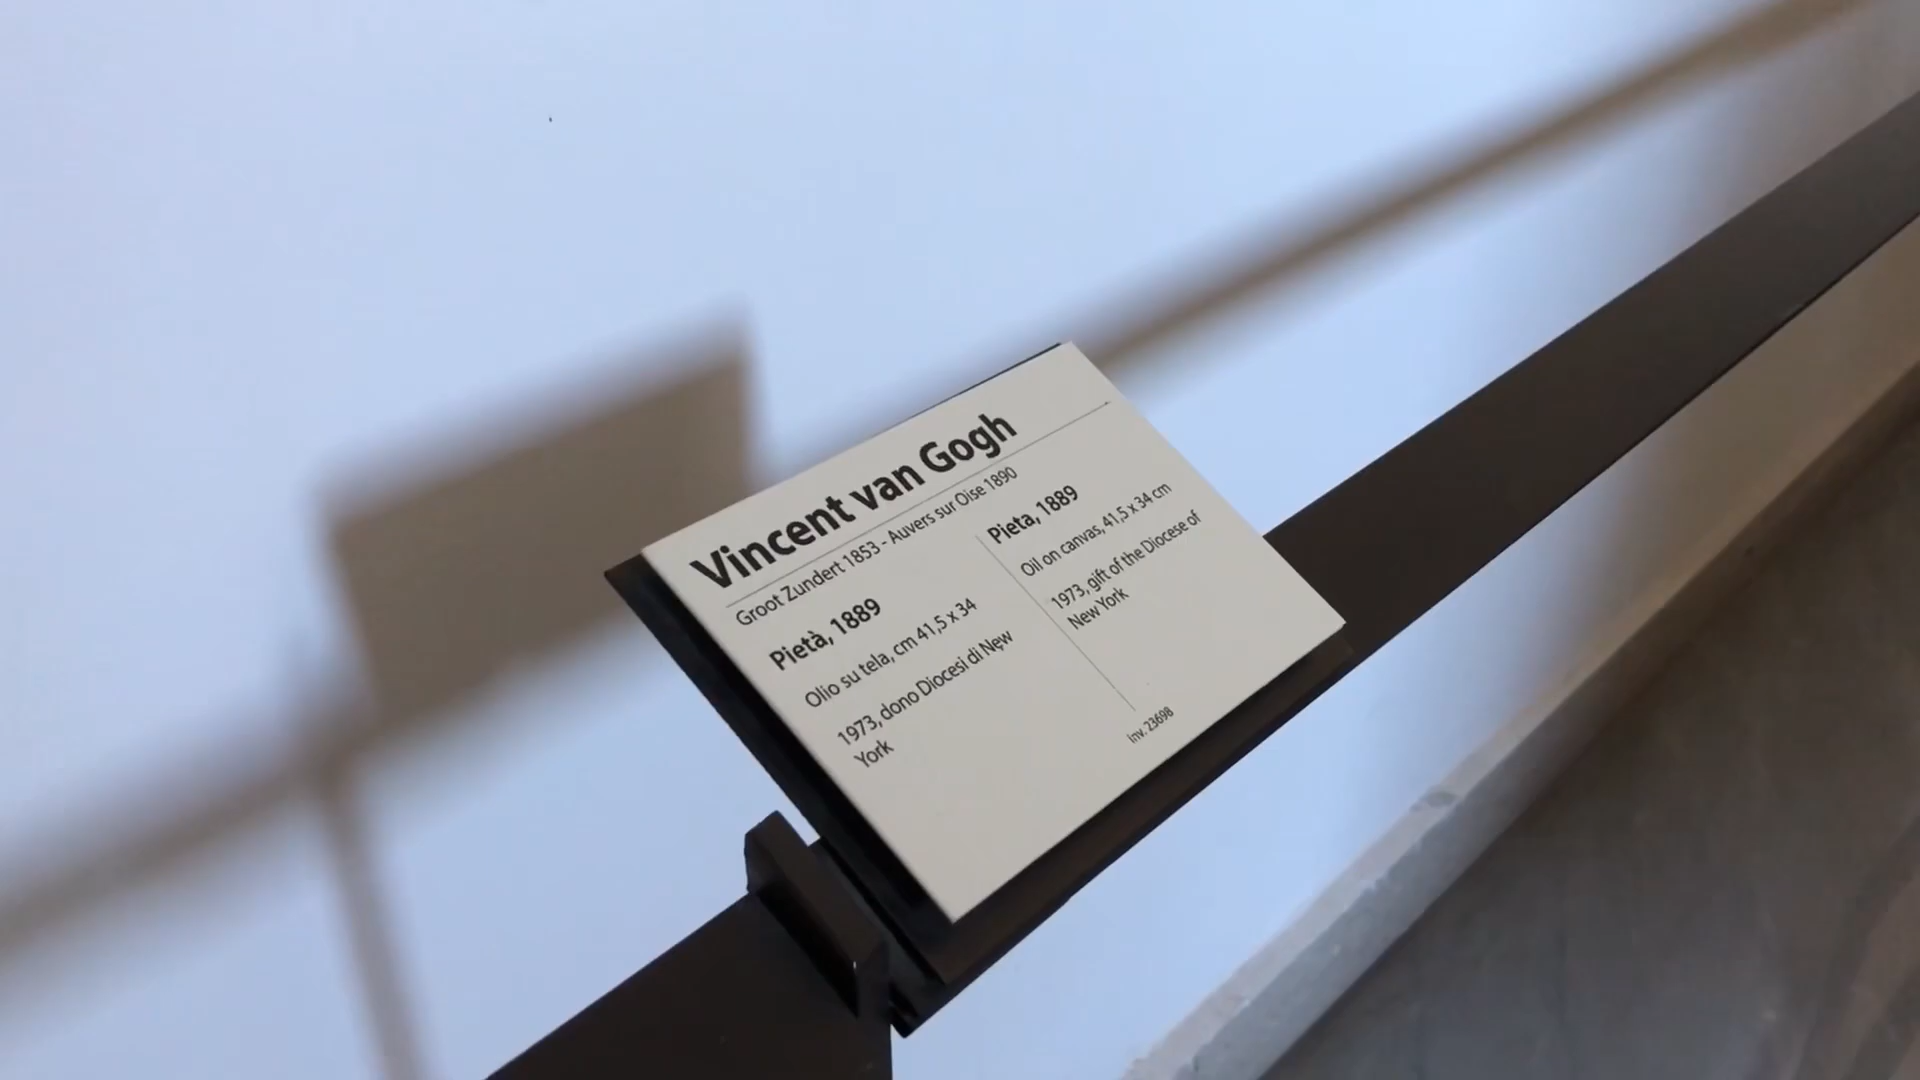 Vincent van Gogh
Groot Zundert 1853 - Auvers sur Oise 1890
Pietà, 1889
Olio su tela, cm 41,5 x 34
1973, dono Diocesi di New
York
Pieta, 1889
Oil on canvas, 41,5 x 34 cm
1973, gift of the Diocese of
New York
inv. 23698